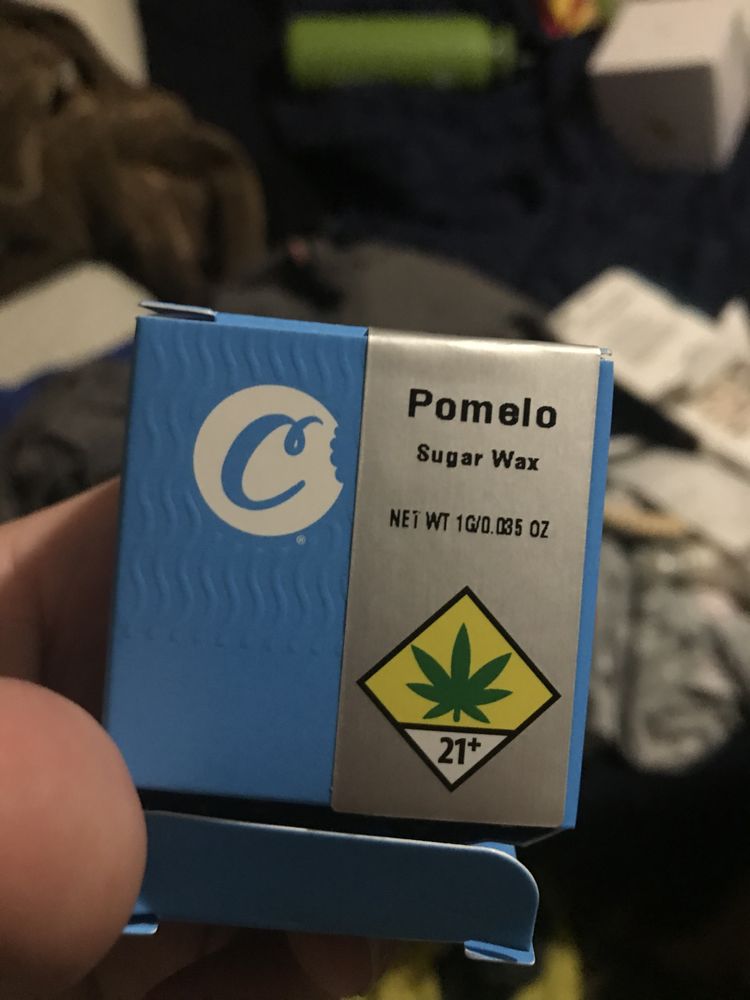 C
®
Pomelo
Sugar Wax
NET WT 1G/0.035 OZ
21+